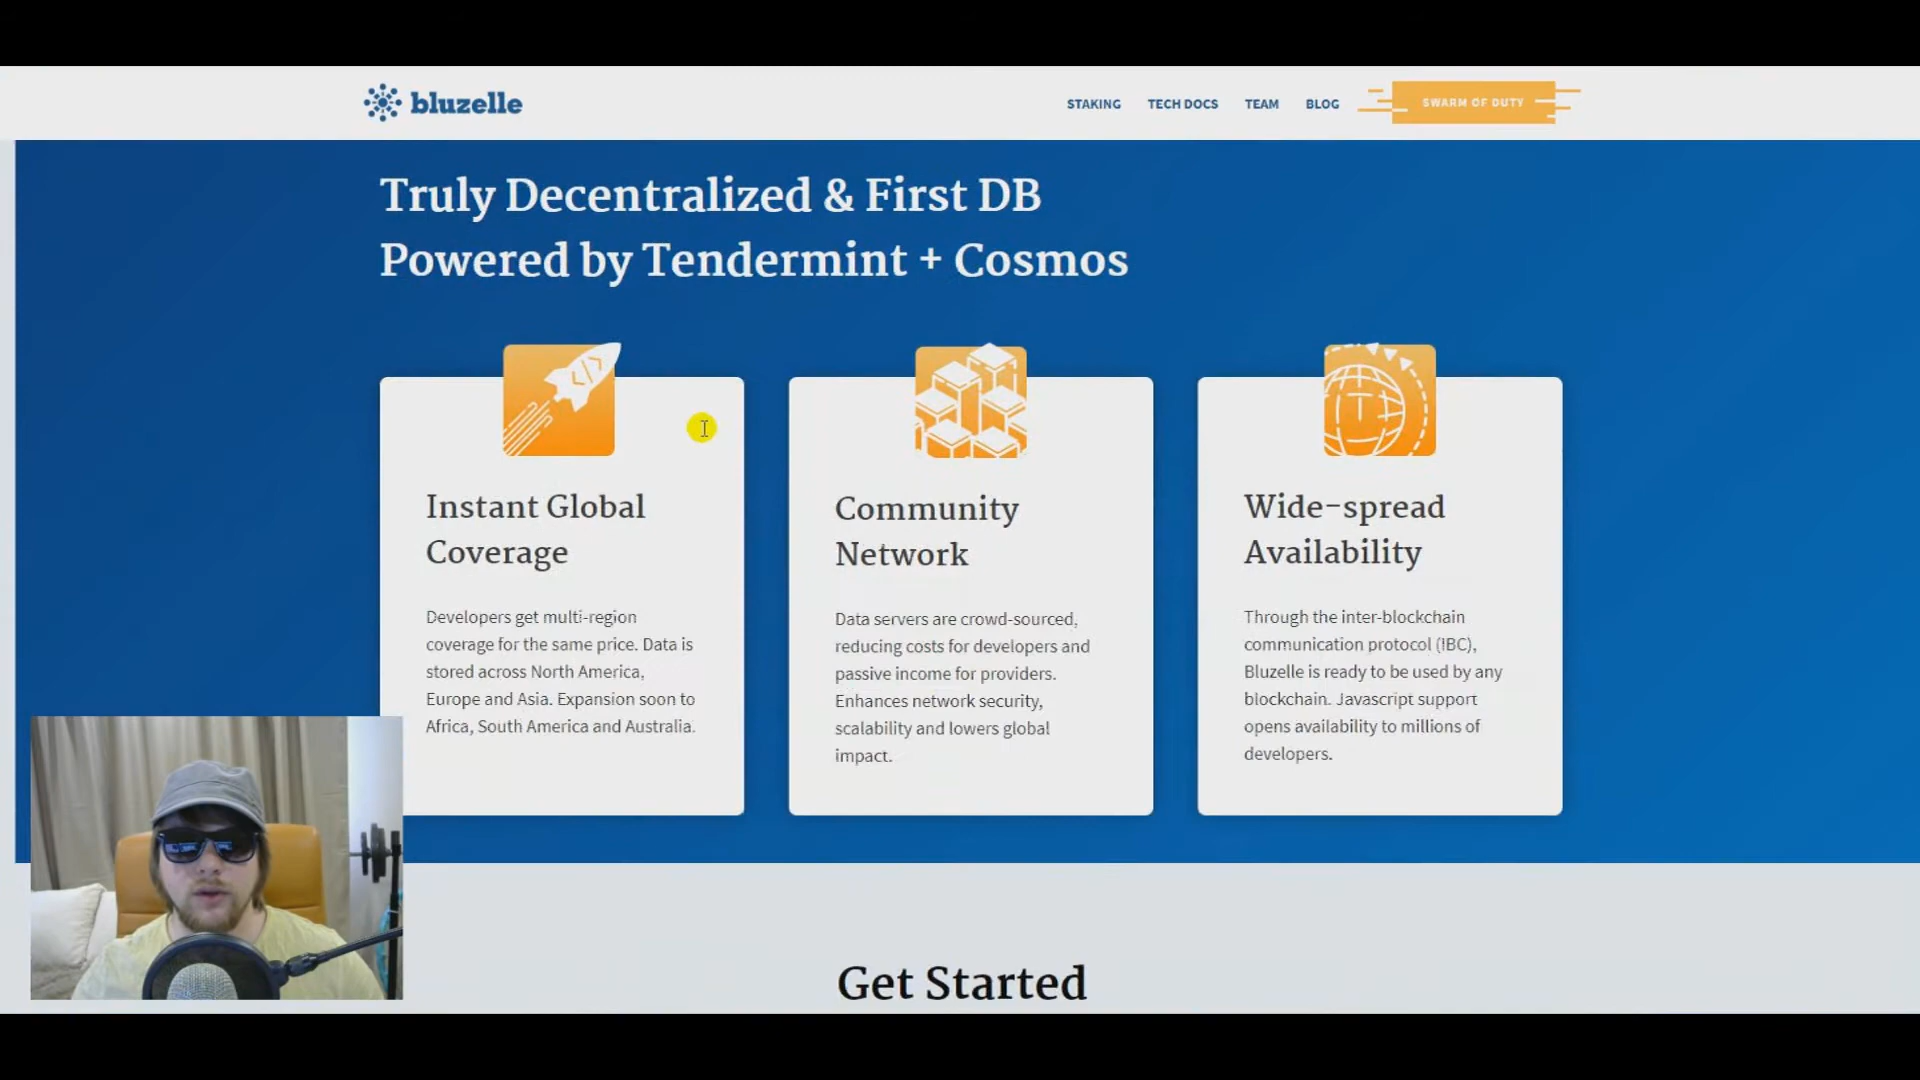 bluzelle
STAKING TECH DOCS TEAM BLOG SWARM OF DUTY
Truly Decentralized & First DB
Powered by Tendermint + Cosmos
Instant Global
Coverage
Developers get multi-region
coverage for the same price. Data is
stored across North America,
Europe and Asia. Expansion soon to
Africa, South America and Australia.
Community
Network
Data servers are crowd-sourced,
reducing costs for developers and
passive income for providers.
Enhances network security,
scalability and lowers global
impact.
Wide-spread
Availability
Through the inter-blockchain
communication protocol (IBC),
Bluzelle is ready to be used by any
blockchain. Javascript support
opens availability to millions of
developers.
Get Started